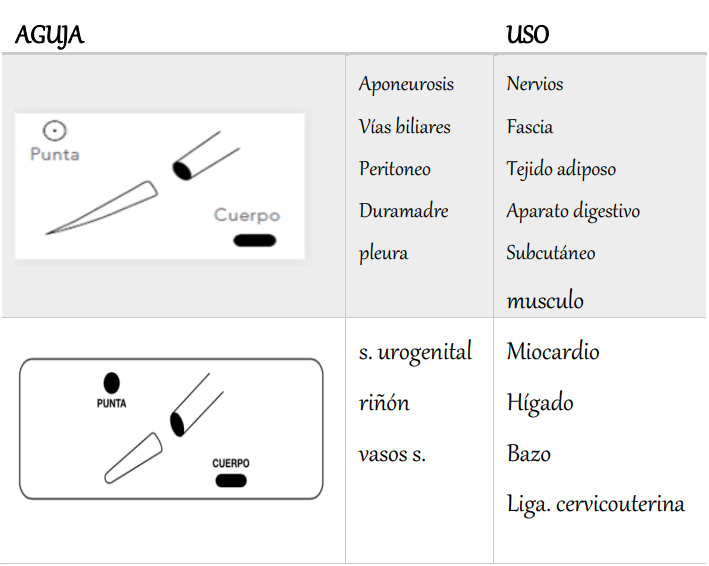 AGUJA
USO
Punta
Cuerpo
Aponeurosis
Vías biliares
Peritoneo
Duramadre
pleura
Nervios
Fascia
Tejido adiposo
Aparato digestivo
Subcutáneo
musculo
PUNTA
CUERPO
s. urogenital
riñón
vasos s.
Miocardio
Hígado
Bazo
Liga. cervicouterina